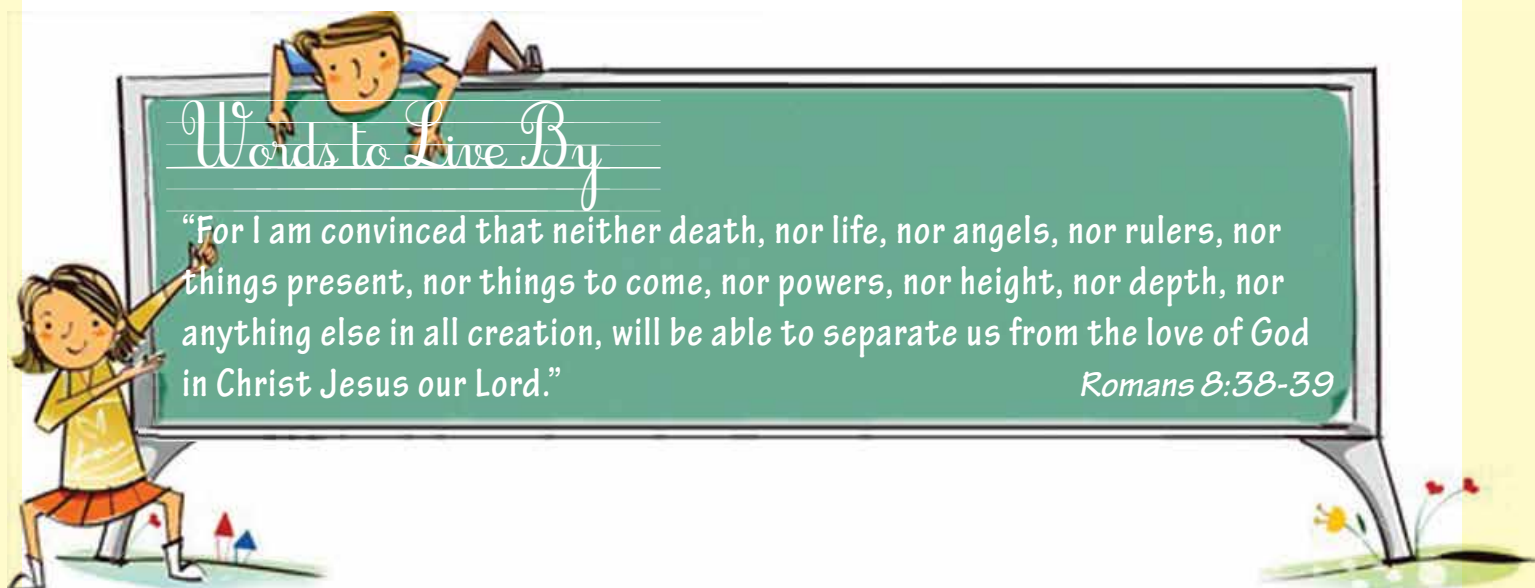 Words to Live By
“For I am convinced that neither death, nor life, nor angels, nor rulers, nor
things present, nor things to come, nor powers, nor height, nor depth, nor
anything else in all creation, will be able to separate us from the love of God
in Christ Jesus our Lord.” Romans 8:38-39